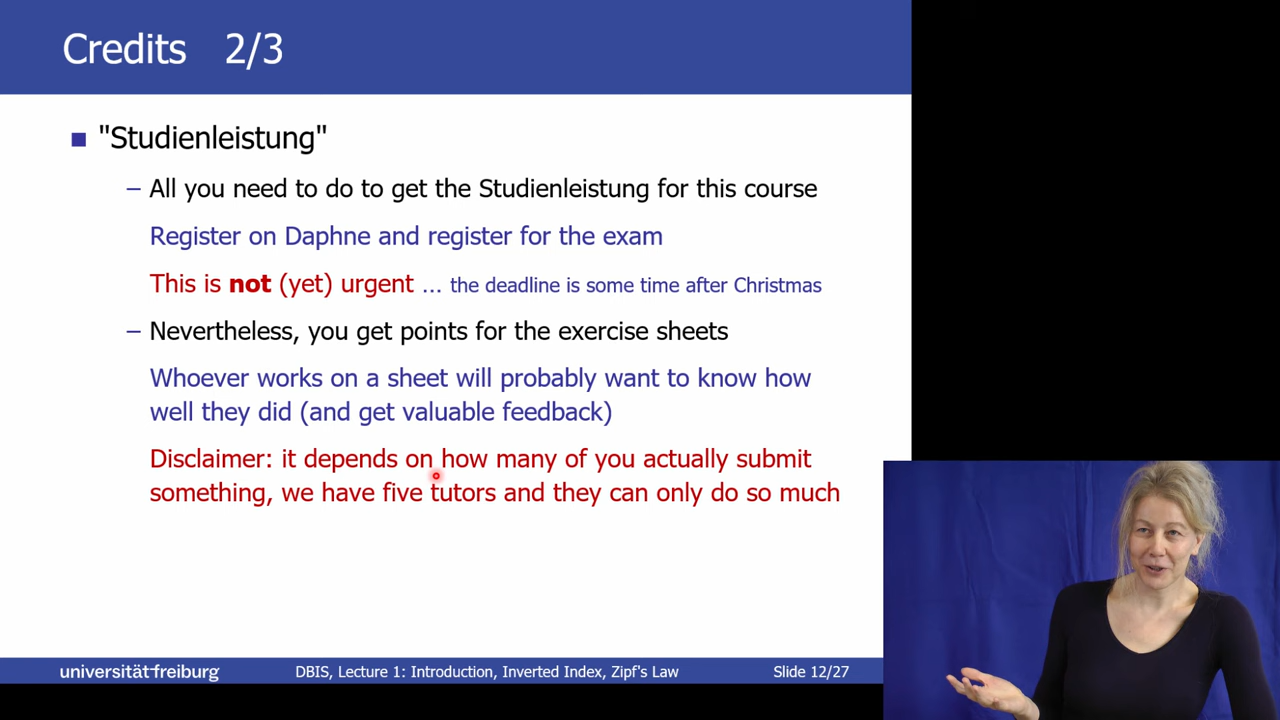 Credits 2/3
"Studienleistung"
– All you need to do to get the Studienleistung for this course
Register on Daphne and register for the exam
This is not (yet) urgent ... the deadline is some time after Christmas
– Nevertheless, you get points for the exercise sheets
Whoever works on a sheet will probably want to know how
well they did (and get valuable feedback)
Disclaimer: it depends on how many of you actually submit
something, we have five tutors and they can only do so much
universität freiburg
DBIS, Lecture 1: Introduction, Inverted Index, Zipf's Law
Slide 12/27